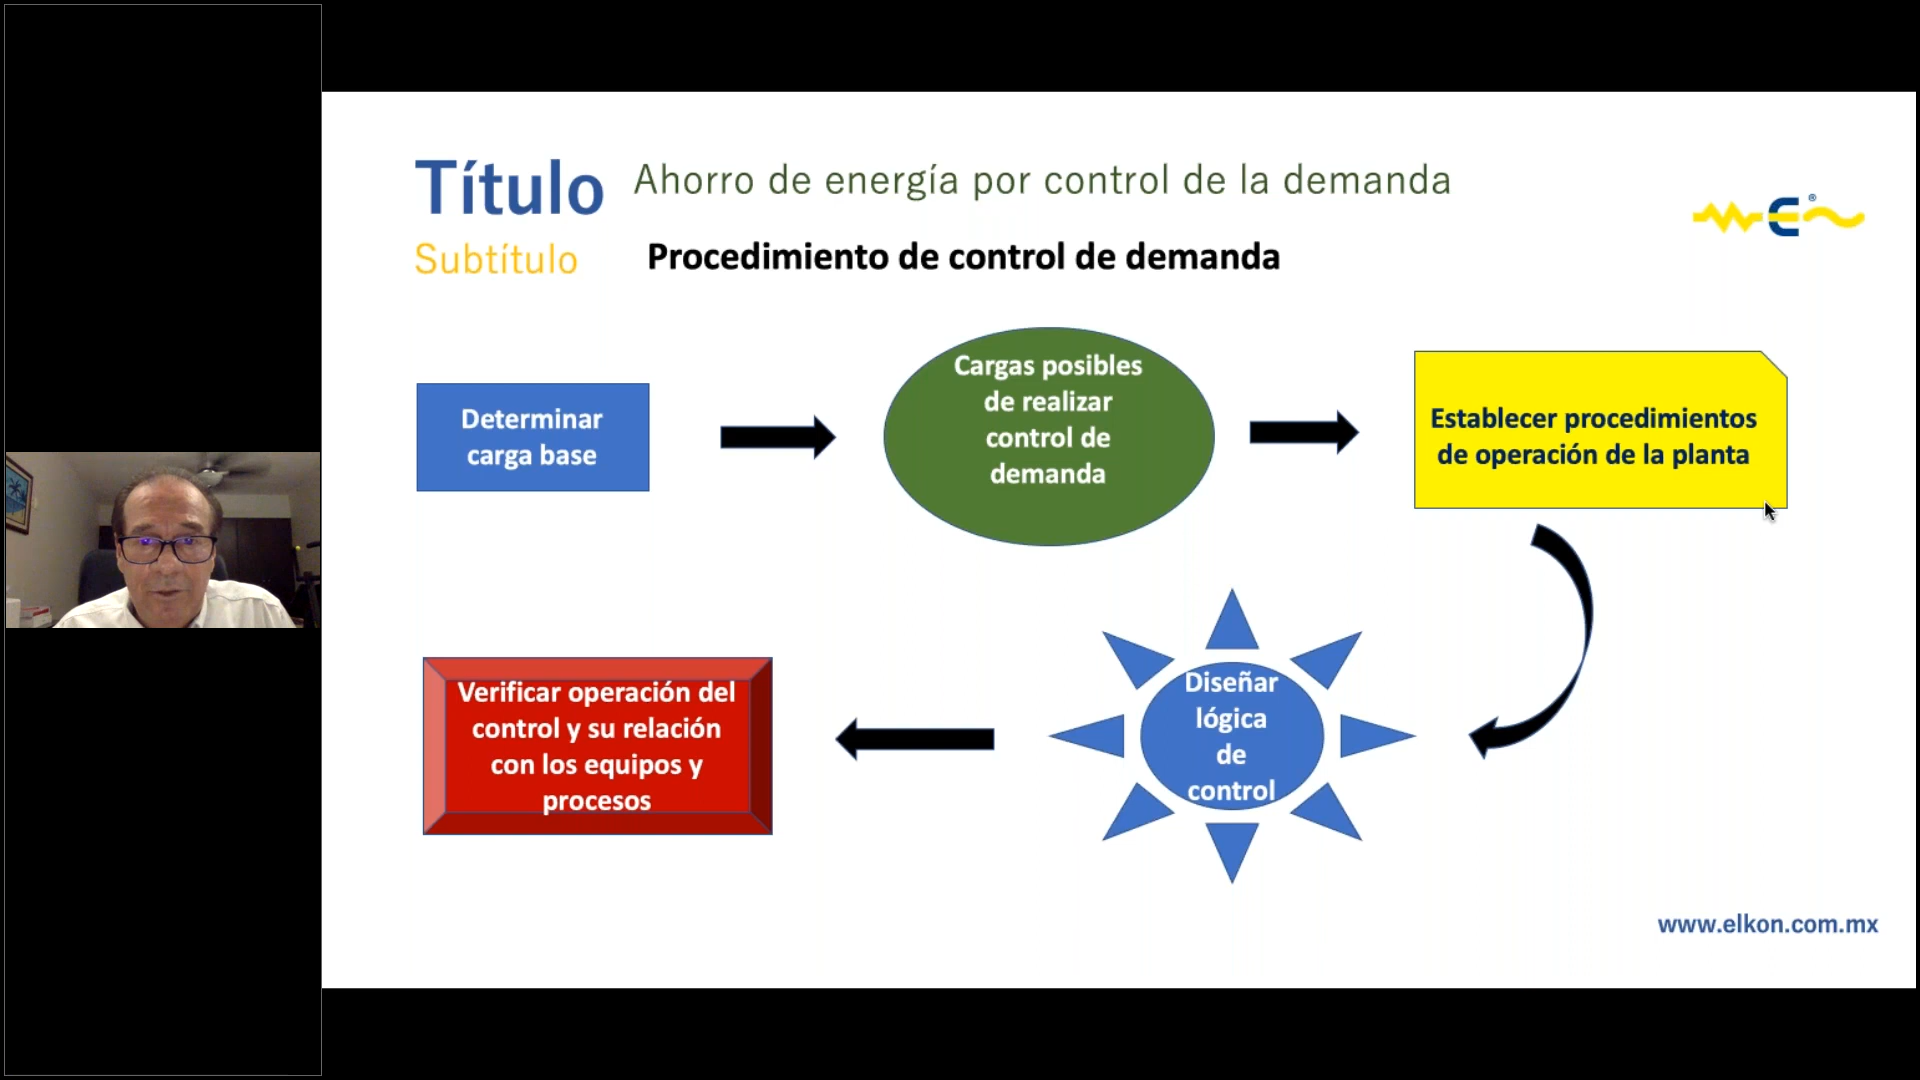 Título Ahorro de energía por control de la demanda
Subtítulo Procedimiento de control de demanda
Determinar
carga base
Cargas posibles
de realizar
control de
demanda
Establecer procedimientos
de operación de la planta
Diseñar
lógica
de
control
Verificar operación del
control y su relación
con los equipos y
procesos
www.elkon.com.mx